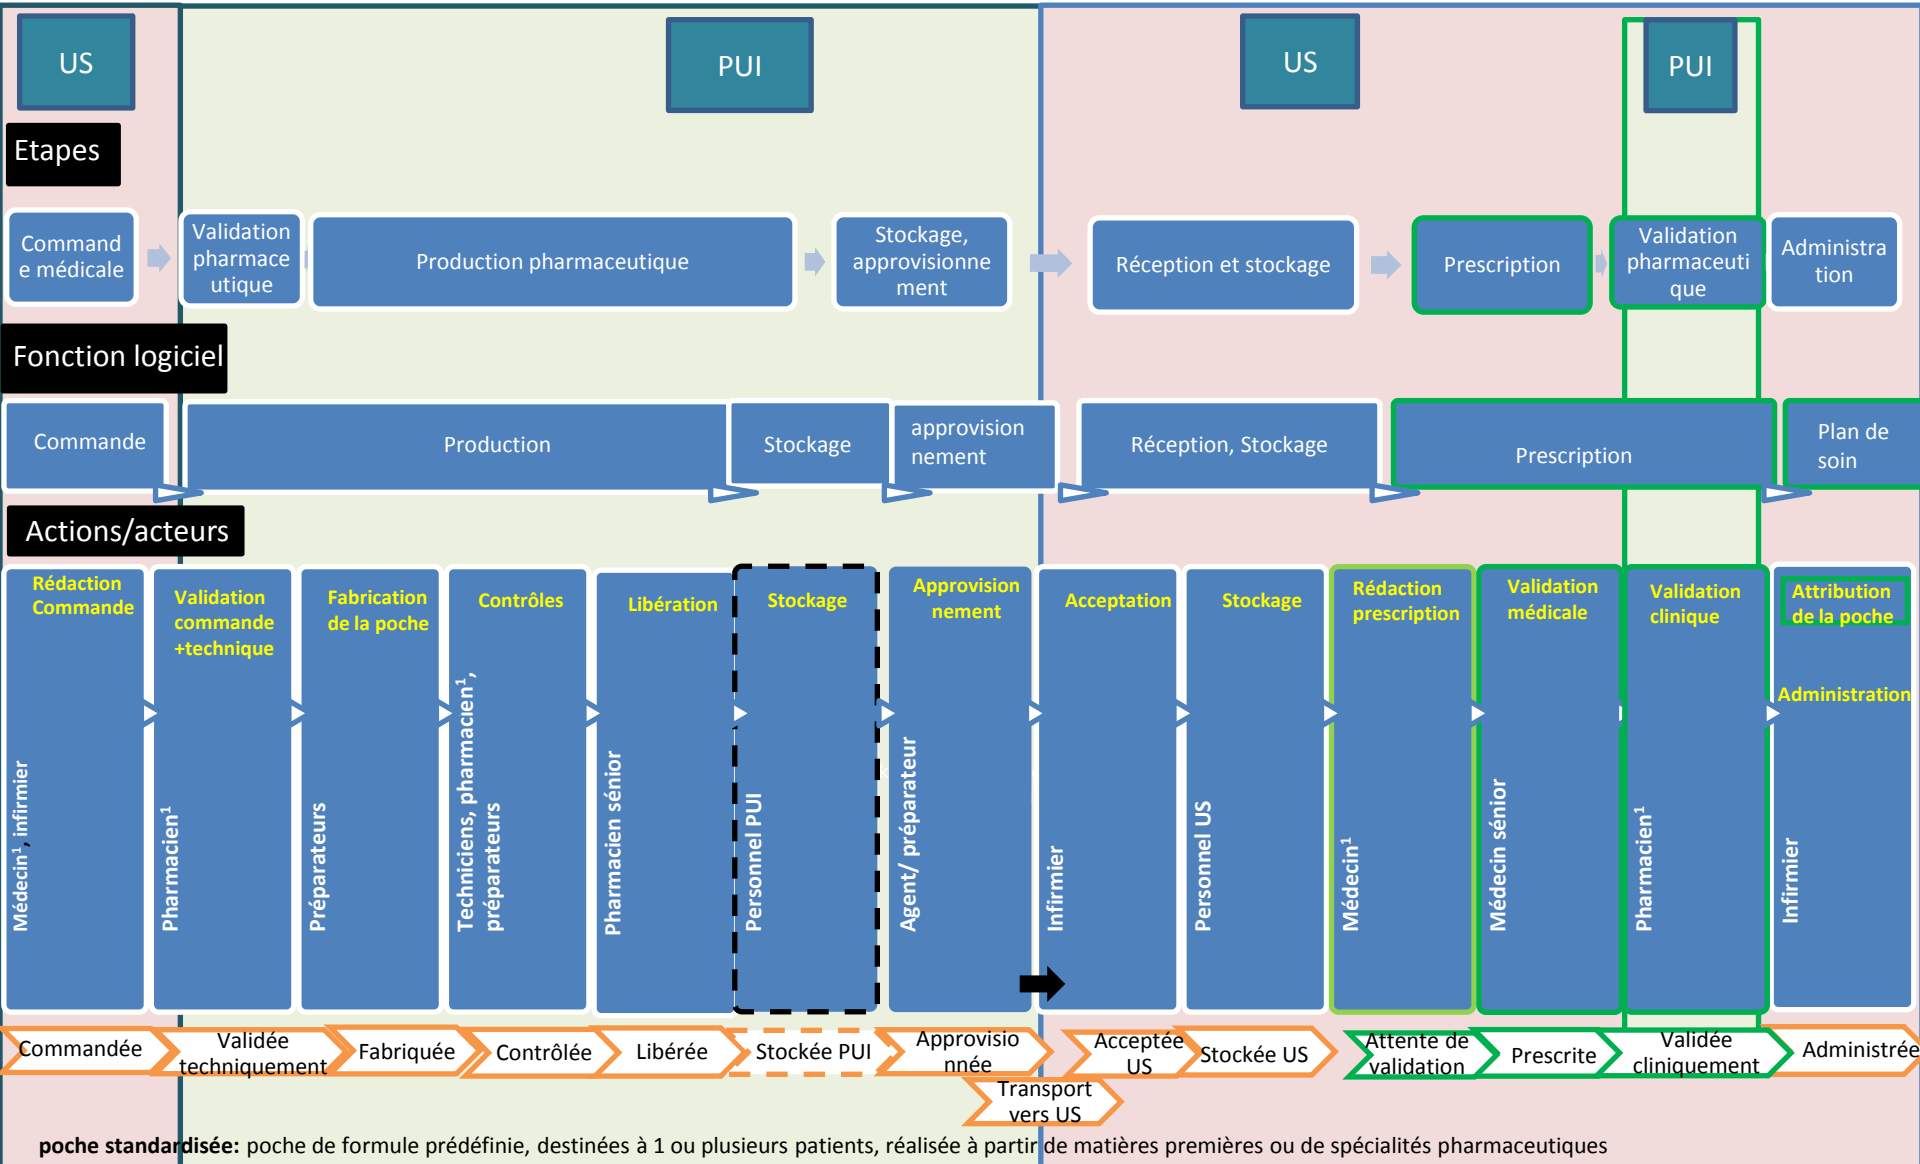 US
PUI
US
PUI
Etapes
Command
e médicale
Validation
pharmace
utique
Production pharmaceutique
Stockage,
approvisionne
ment
Réception et stockage
Prescription
Validation
pharmaceuti
que
Administra
tion
Fonction logiciel
Commande
Production
Stockage
approvision
nement
Réception, Stockage
Prescription
Plan de
soin
Actions/acteurs
Rédaction
Commande
Validation
commande
+technique
Fabrication
de la poche
Contrôles
Libération
Stockage
Approvision
nement
Acceptation
Stockage
Rédaction
prescription
Validation
médicale
Validation
clinique
Attribution
de la poche
Administration
Médecin¹, infirmier
Pharmacien¹
Préparateurs
Techniciens, pharmacien¹,
préparateurs
Pharmacien sénior
Personnel PUI
Agent/ préparateur
Infirmier
Personnel US
Médecin¹
Médecin sénior
Pharmacien¹
Infirmier
Commandée
Validée
techniquement
Fabriquée
Contrôlée
Libérée
Stockée PUI
Approvisio
nnée
Transport
vers US
Acceptée
US
Stockée US
Attente de
validation
Prescrite
Validée
cliniquement
Administrée
poche standardisée: poche de formule prédéfinie, destinées à 1 ou plusieurs patients, réalisée à partir de matières premières ou de spécialités pharmaceutiques